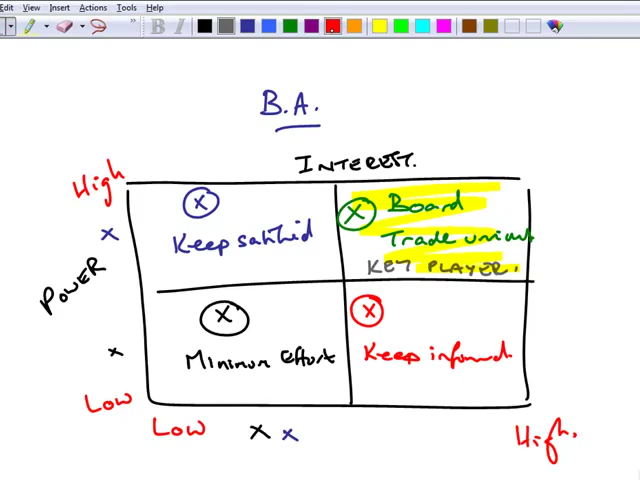 Edit View Insert Actions Tools Help
B I
B.A.
INTEREST.
High
X
X Keep satisfied
X Board
Trade unions
KEY PLAYER.
POWER
X
X Minimum Effort
X Keep informed
Low
Low X X High.